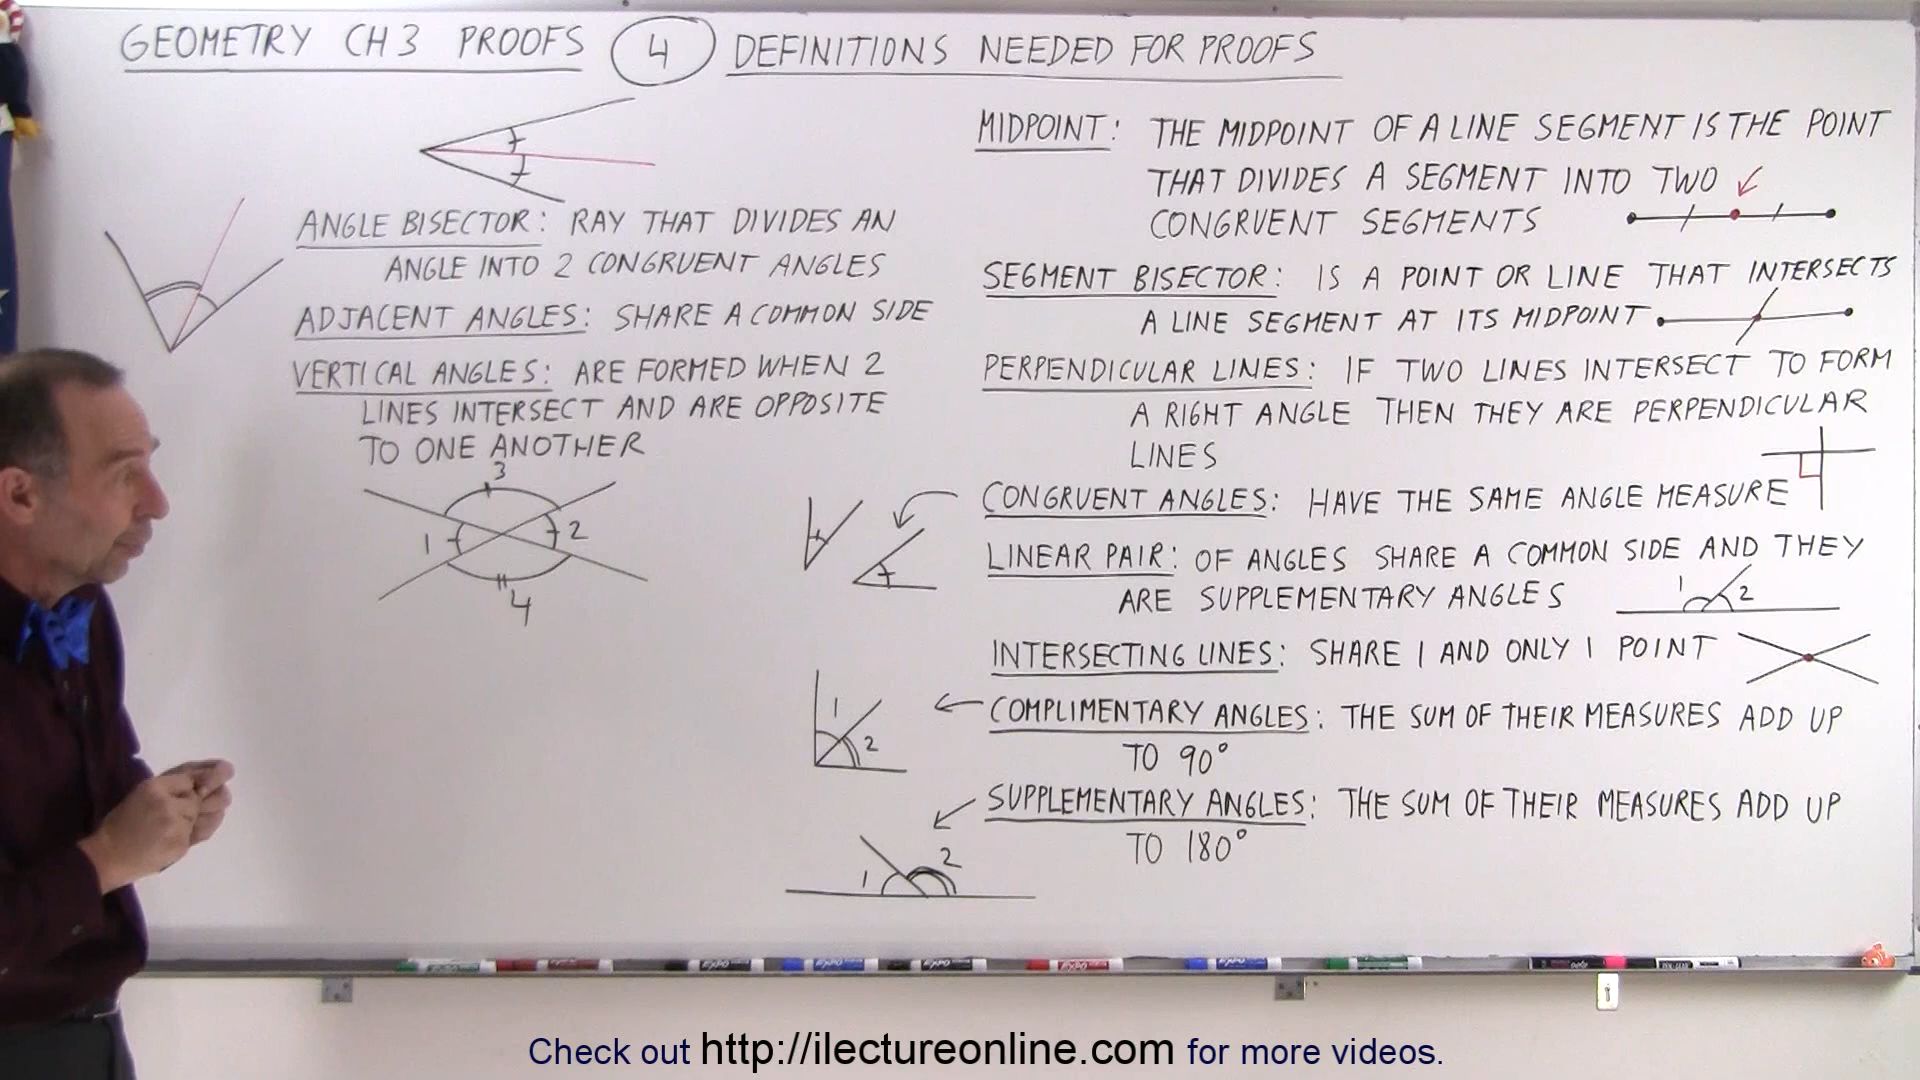 GEOMETRY CH 3 PROOFS 4 DEFINITIONS NEEDED FOR PROOFS
ANGLE BISECTOR: RAY THAT DIVIDES AN
ANGLE INTO 2 CONGRUENT ANGLES
ADJACENT ANGLES: SHARE A COMMON SIDE
VERTICAL ANGLES: ARE FORMED WHEN 2
LINES INTERSECT AND ARE OPPOSITE
TO ONE ANOTHER
3
1 2
4
MIDPOINT: THE MIDPOINT OF A LINE SEGMENT IS THE POINT
THAT DIVIDES A SEGMENT INTO TWO
CONGRUENT SEGMENTS
SEGMENT BISECTOR: IS A POINT OR LINE THAT INTERSECTS
A LINE SEGMENT AT ITS MIDPOINT
PERPENDICULAR LINES: IF TWO LINES INTERSECT TO FORM
A RIGHT ANGLE THEN THEY ARE PERPENDICULAR
LINES
CONGRUENT ANGLES: HAVE THE SAME ANGLE MEASURE
LINEAR PAIR: OF ANGLES SHARE A COMMON SIDE AND THEY
ARE SUPPLEMENTARY ANGLES
1 2
INTERSECTING LINES: SHARE 1 AND ONLY 1 POINT
COMPLIMENTARY ANGLES: THE SUM OF THEIR MEASURES ADD UP
TO 90°
1
2
SUPPLEMENTARY ANGLES: THE SUM OF THEIR MEASURES ADD UP
TO 180°
1 2
Check out http://ilectureonline.com for more videos.